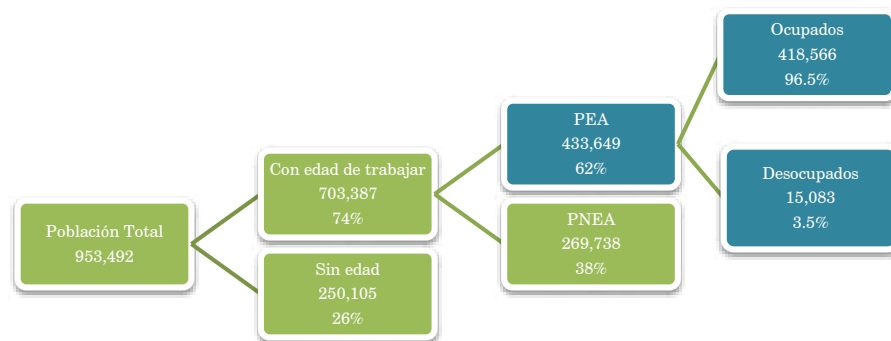 Población Total
953,492
Con edad de trabajar
703,387
74%
Sin edad
250,105
26%
PEA
433,649
62%
PNEA
269,738
38%
Ocupados
418,566
96.5%
Desocupados
15,083
3.5%